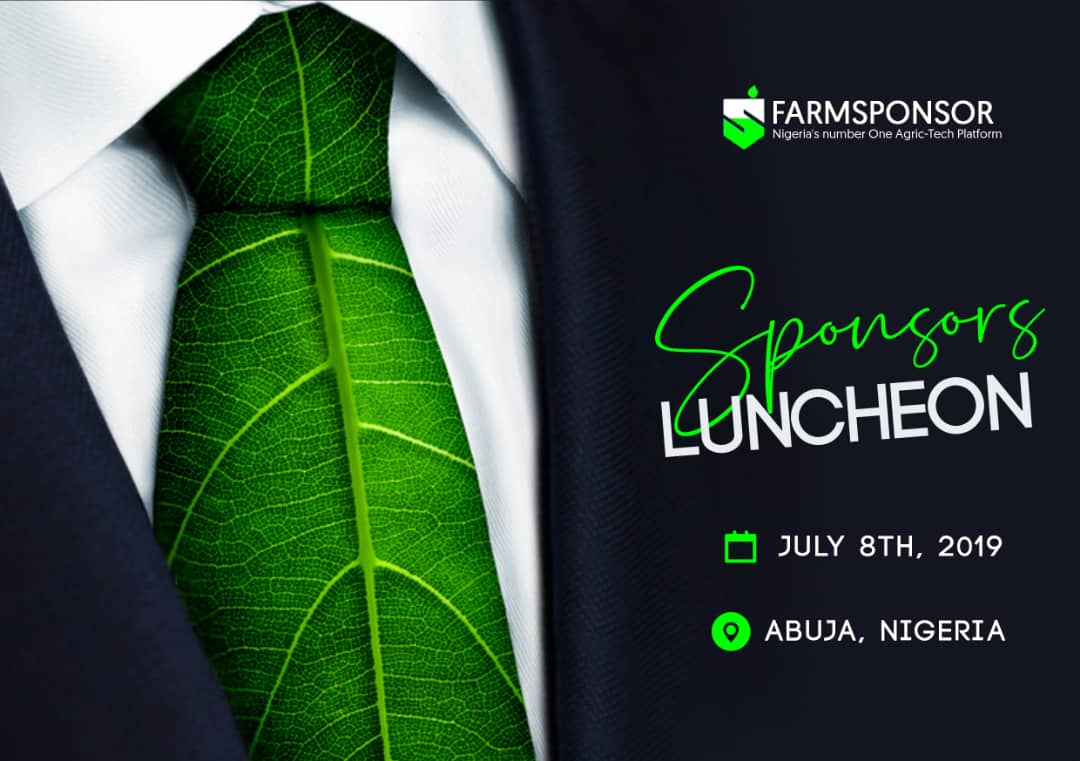 FARMSPONSOR
Nigeria's number One Agric-Tech Platform
Sponsors
LUNCHEON
JULY 8TH, 2019
ABUJA, NIGERIA